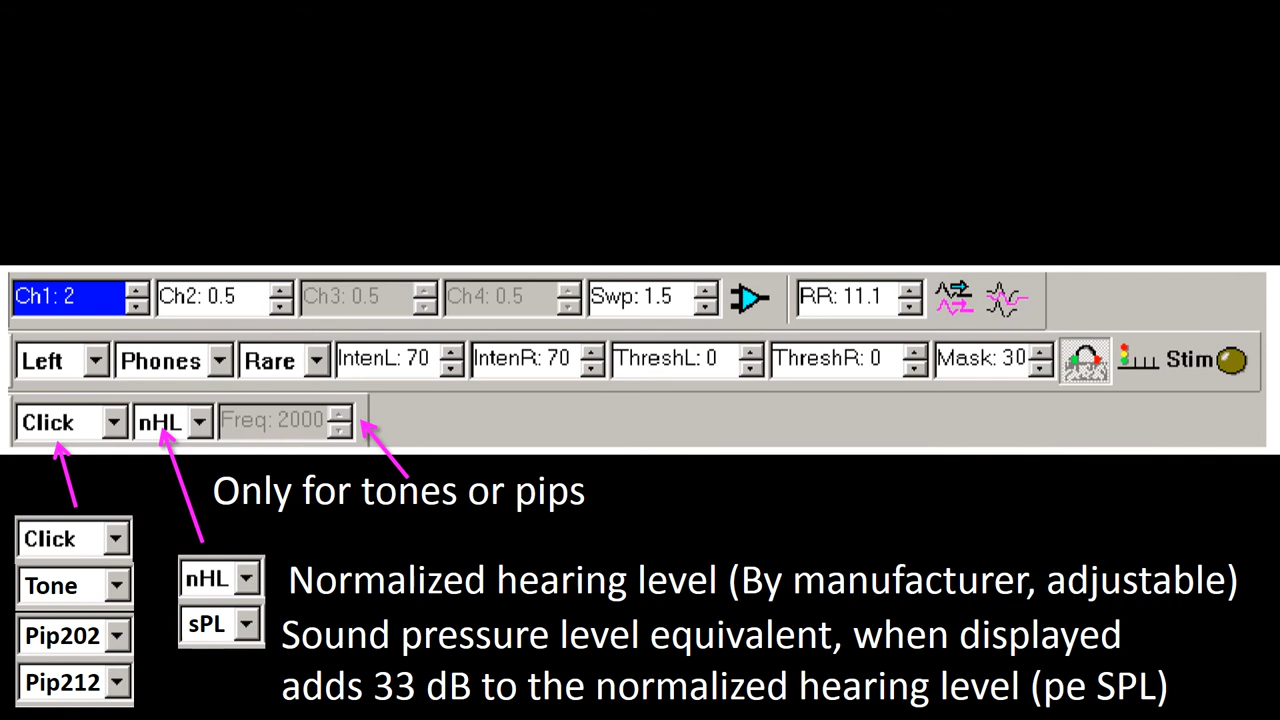 Ch1: 2 Ch2: 0.5 Ch3: 0.5 Ch4: 0.5 Swp: 1.5 RR: 11.1
Left Phones Rare IntenL: 70 IntenR: 70 ThreshL: 0 ThreshR: 0 Mask: 30 Stim
Click nHL Freq: 2000
Only for tones or pips
Click
Tone
Pip202
Pip212
nHL Normalized hearing level (By manufacturer, adjustable)
sPL Sound pressure level equivalent, when displayed
adds 33 dB to the normalized hearing level (pe SPL)